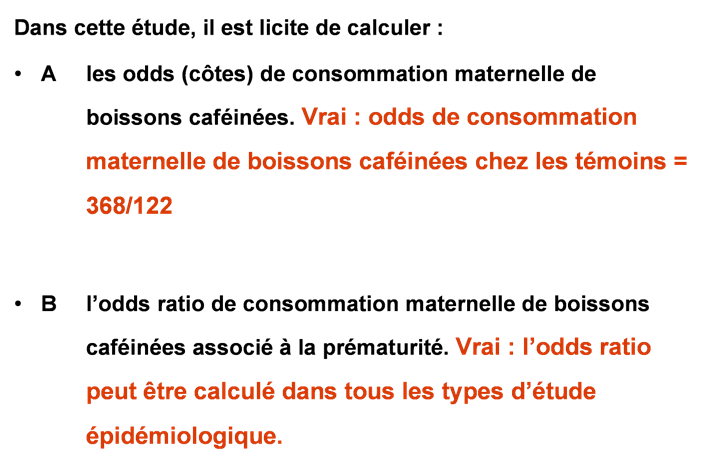 Dans cette étude, il est licite de calculer :
• A les odds (côtes) de consommation maternelle de
boissons caféinées. Vrai : odds de consommation
maternelle de boissons caféinées chez les témoins =
368/122
• B l’odds ratio de consommation maternelle de boissons
caféinées associé à la prématurité. Vrai : l’odds ratio
peut être calculé dans tous les types d’étude
épidémiologique.